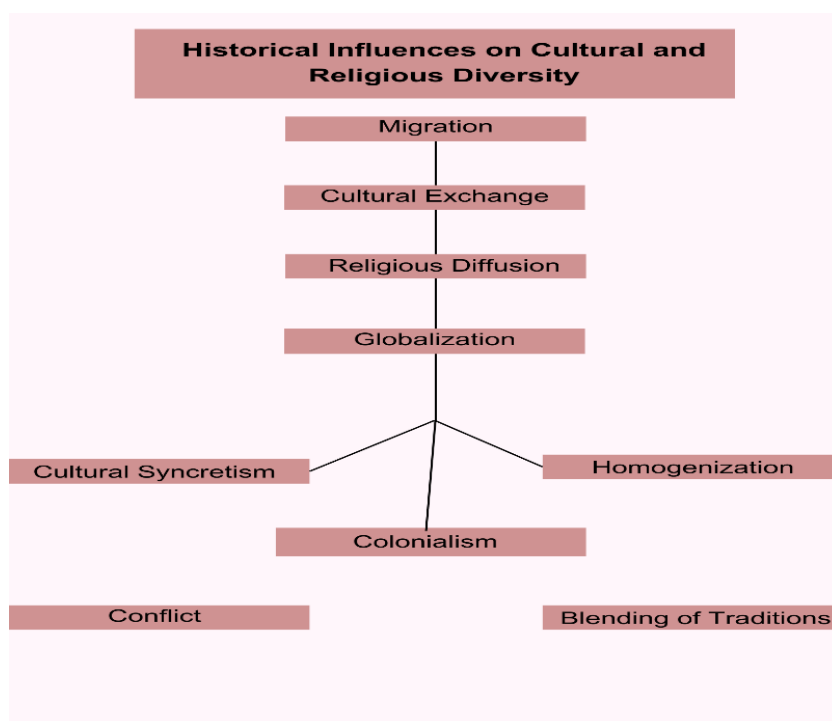 Historical Influences on Cultural and
Religious Diversity
Migration
Cultural Exchange
Religious Diffusion
Globalization
Cultural Syncretism
Homogenization
Colonialism
Conflict
Blending of Traditions